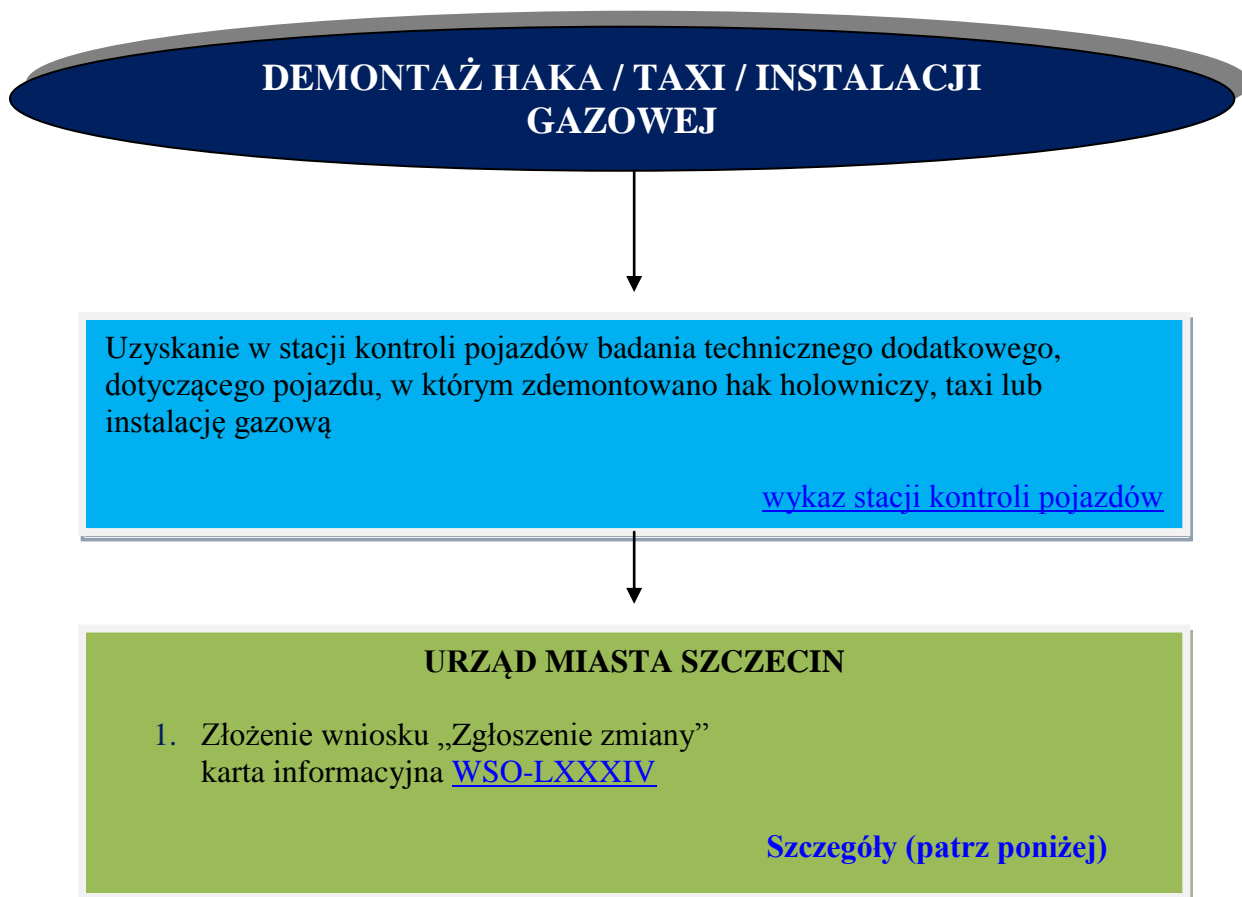 DEMONTAŻ HAKA / TAXI / INSTALACJI
GAZOWEJ
Uzyskanie w stacji kontroli pojazdów badania technicznego dodatkowego,
dotyczącego pojazdu, w którym zdemontowano hak holowniczy, taxi lub
instalację gazową
wykaz stacji kontroli pojazdów
URZĄD MIASTA SZCZECIN
1. Złożenie wniosku „Zgłoszenie zmiany”
karta informacyjna WSO-LXXXIV
Szczegóły (patrz poniżej)